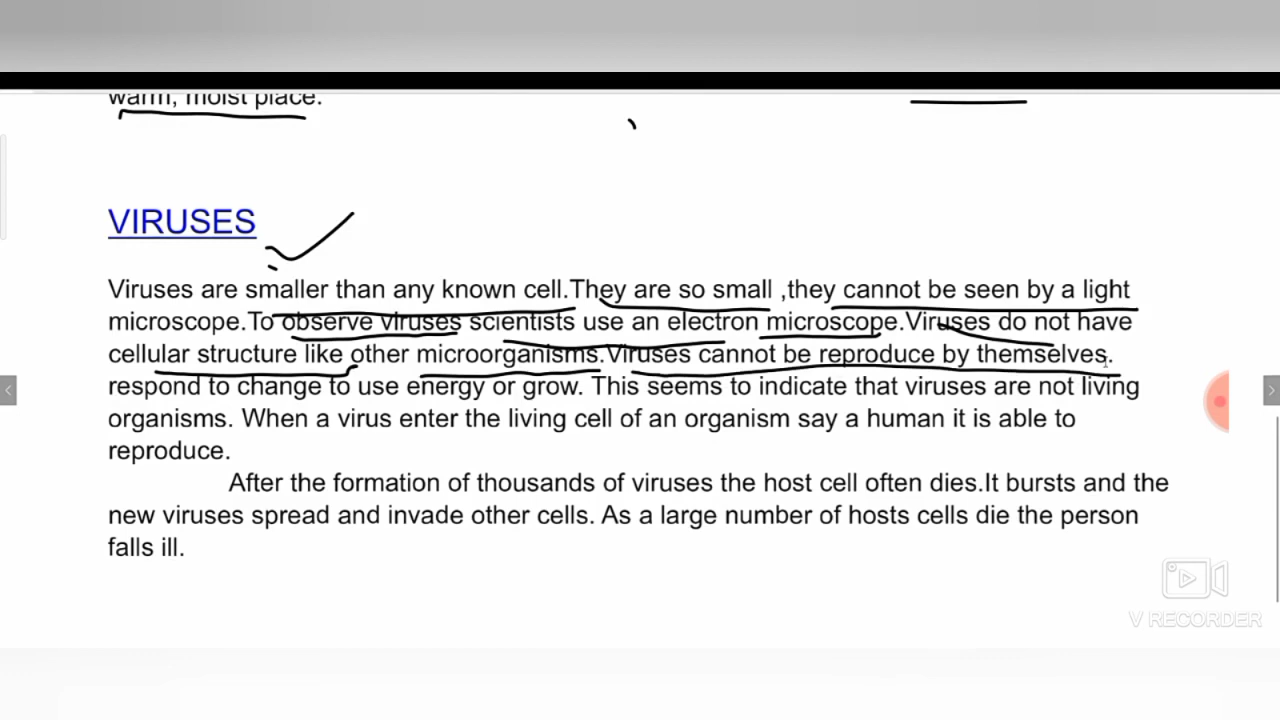 warm, moist place.
VIRUSES
Viruses are smaller than any known cell.They are so small ,they cannot be seen by a light
microscope.To observe viruses scientists use an electron microscope.Viruses do not have
cellular structure like other microorganisms.Viruses cannot be reproduce by themselves.
respond to change to use energy or grow. This seems to indicate that viruses are not living
organisms. When a virus enter the living cell of an organism say a human it is able to
reproduce.
After the formation of thousands of viruses the host cell often dies.It bursts and the
new viruses spread and invade other cells. As a large number of hosts cells die the person
falls ill.
V RECORDER